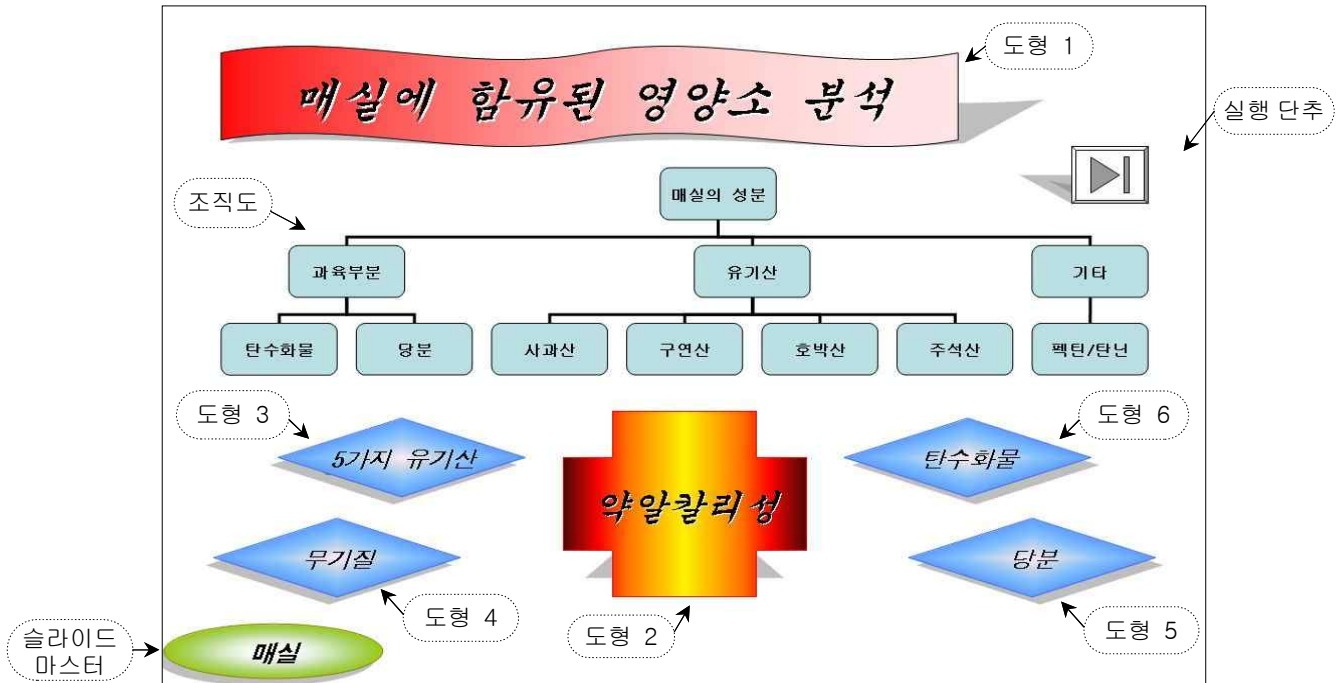 매실에 함유된 영양소 분석
도형 1
실행 단추
조직도
매실의 성분
과육부분
유기산
기타
탄수화물
당분
사과산
구연산
호박산
주석산
펙틴/탄닌
도형 3
도형 6
5가지 유기산
탄수화물
약알칼리성
무기질
당분
도형 4
도형 2
도형 5
슬라이드
마스터
매실